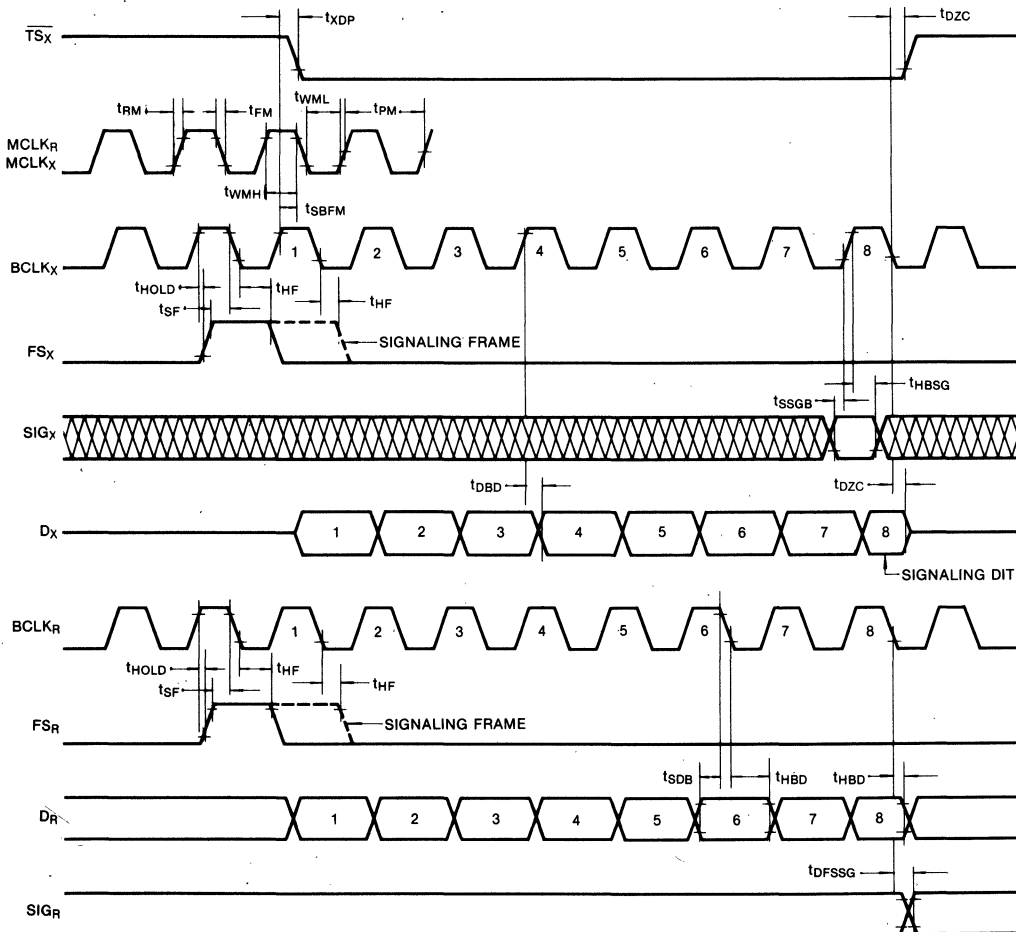 tXDP
tDZC
TSX
tRM
tFM
tWML
tPM
MCLKR
MCLKX
tWMH
tSBFM
BCLKX
1 2 3 4 5 6 7 8
tHOLD
tHF
tHF
tSF
SIGNALING FRAME
FSX
tHBSG
tSSGB
SIGX
tDBD
tDZC
DX
1 2 3 4 5 6 7 8
SIGNALING DIT
BCLKR
1 2 3 4 5 6 7 8
tHOLD
tHF
tHF
tSF
SIGNALING FRAME
FSR
tSDB
tHBD
tHBD
DR
1 2 3 4 5 6 7 8
tDFSSG
SIGR